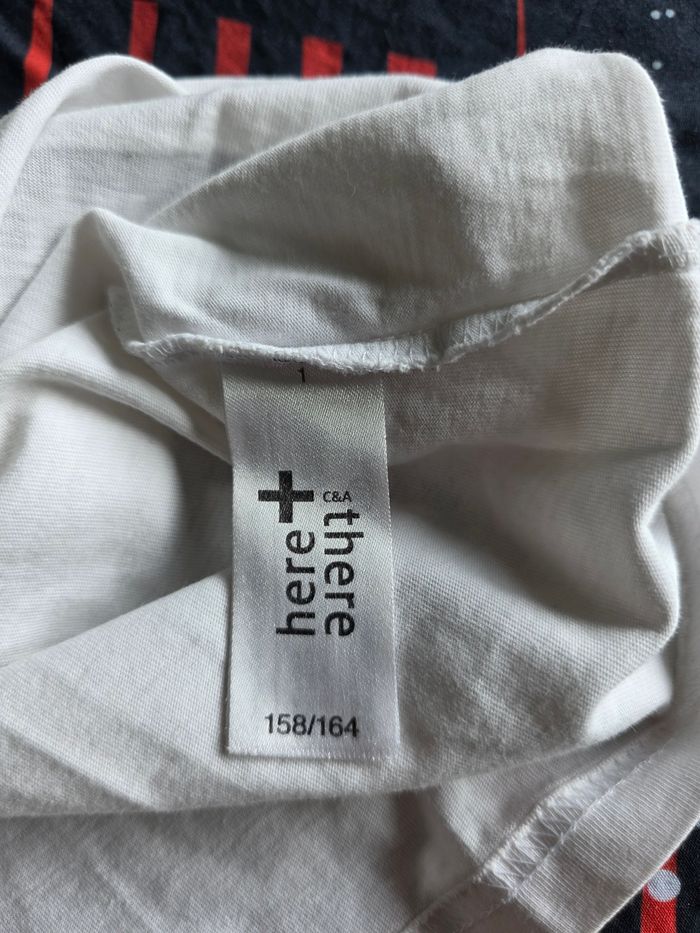 1
here +
C&A
there
158/164